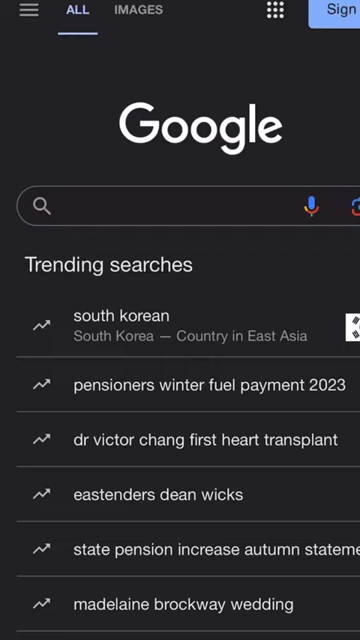 ALL IMAGES Sign
Google
Trending searches
south korean
South Korea — Country in East Asia
pensioners winter fuel payment 2023
dr victor chang first heart transplant
eastenders dean wicks
state pension increase autumn stateme
madelaine brockway wedding